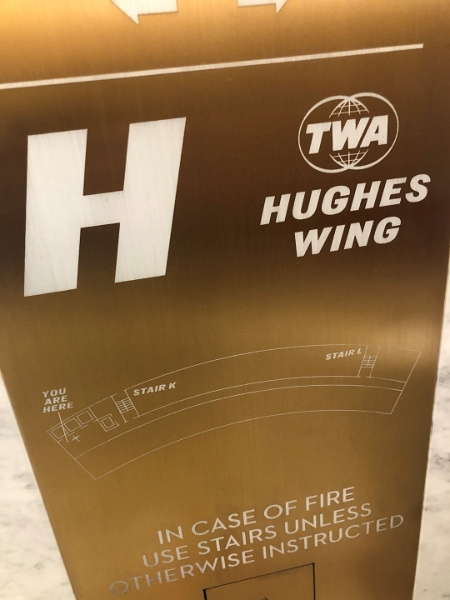 H
TWA
HUGHES
WING
YOU
ARE
HERE
STAIR K
STAIR L
IN CASE OF FIRE
USE STAIRS UNLESS
OTHERWISE INSTRUCTED